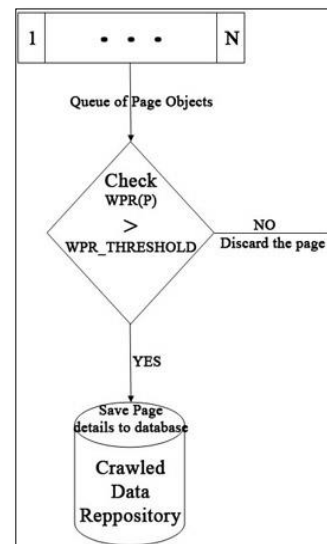 1 • • • N
Queue of Page Objects
Check
WPR(P)
>
WPR_THRESHOLD
NO
Discard the page
YES
Save Page
details to database
Crawled
Data
Reppository